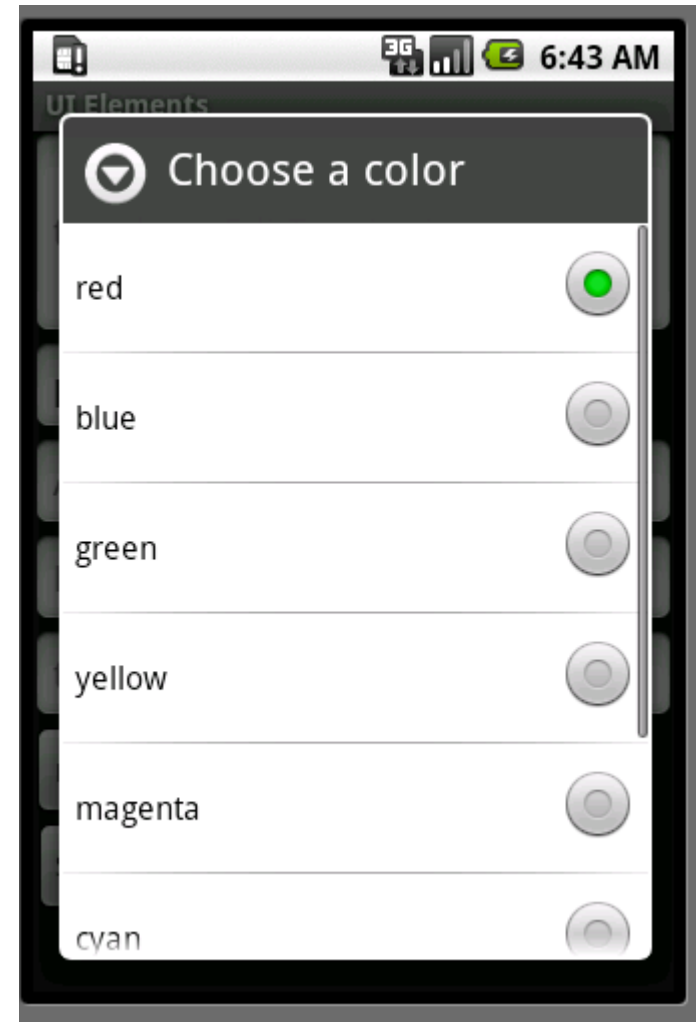 3G
6:43 AM
UI Elements
Choose a color
red
blue
green
yellow
magenta
cyan